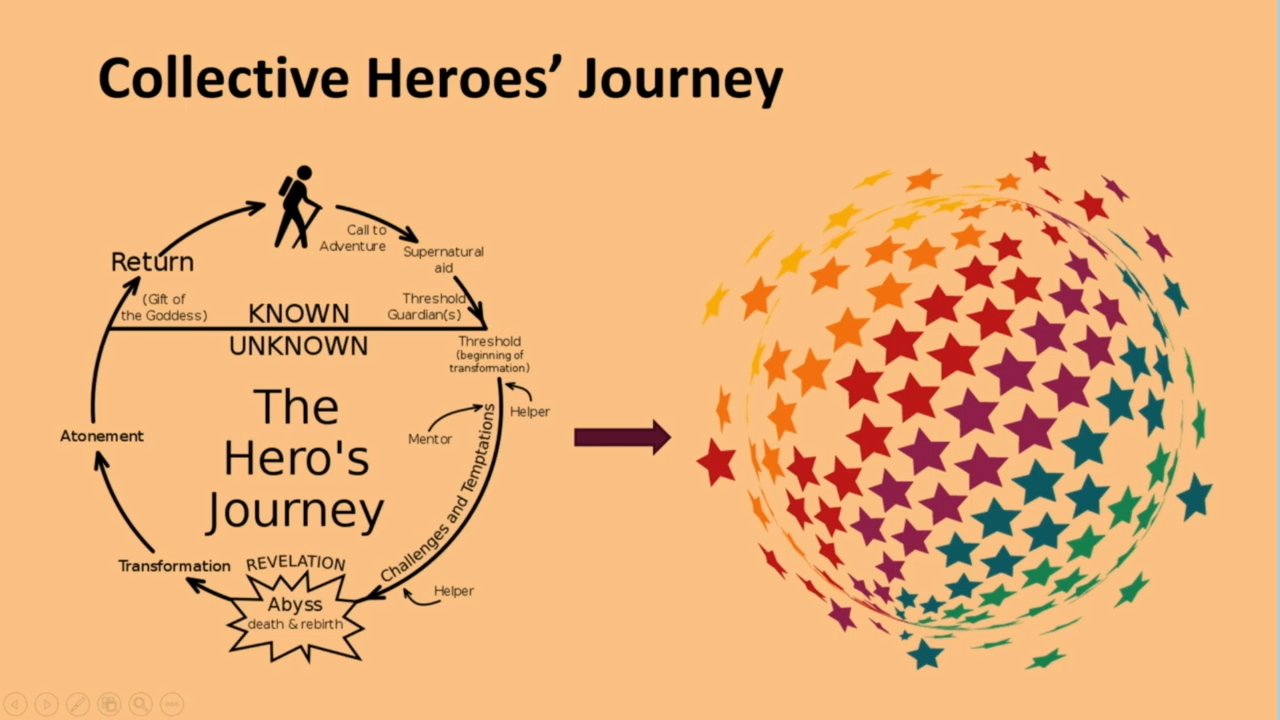 Collective Heroes’ Journey
Call to
Adventure
Supernatural
aid
Return
(Gift of
the Goddess)
KNOWN
Threshold
Guardian(s)
UNKNOWN
Threshold
(beginning of
transformation)
The
Hero's
Journey
Helper
Mentor
Challenges and Temptations
Atonement
Transformation
REVELATION
Abyss
death & rebirth
Helper